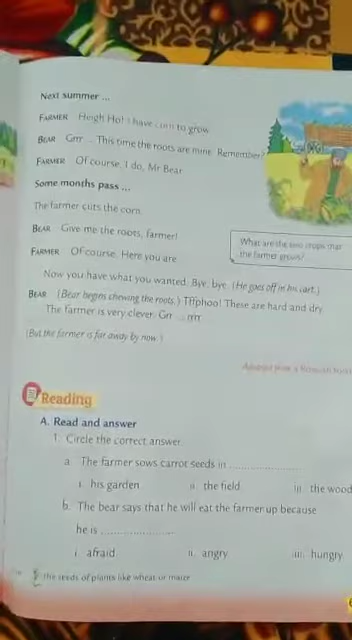 Next summer ...
FARMER Heigh Ho! I have corn to grow.
BEAR Grrr ... This time the roots are mine. Remember?
FARMER Of course, I do, Mr Bear.
Some months pass ...
The farmer cuts the corn.
BEAR Give me the roots, farmer!
FARMER Of course. Here you are.
Now you have what you wanted. Bye, bye. (He goes off in his cart.)
BEAR (Bear begins chewing the roots.) Tffphoo! These are hard and dry.
The farmer is very clever. Grr ... rrrr.
(But the farmer is far away by now.)
What are the two crops that
the farmer grows?
Adapted from a Russian
Reading
A. Read and answer
1. Circle the correct answer.
a. The farmer sows carrot seeds in
i. his garden ii. the field iii. the wood
b. The bear says that he will eat the farmer up because
he is
i. afraid ii. angry iii. hungry
the seeds of plants like wheat or maize